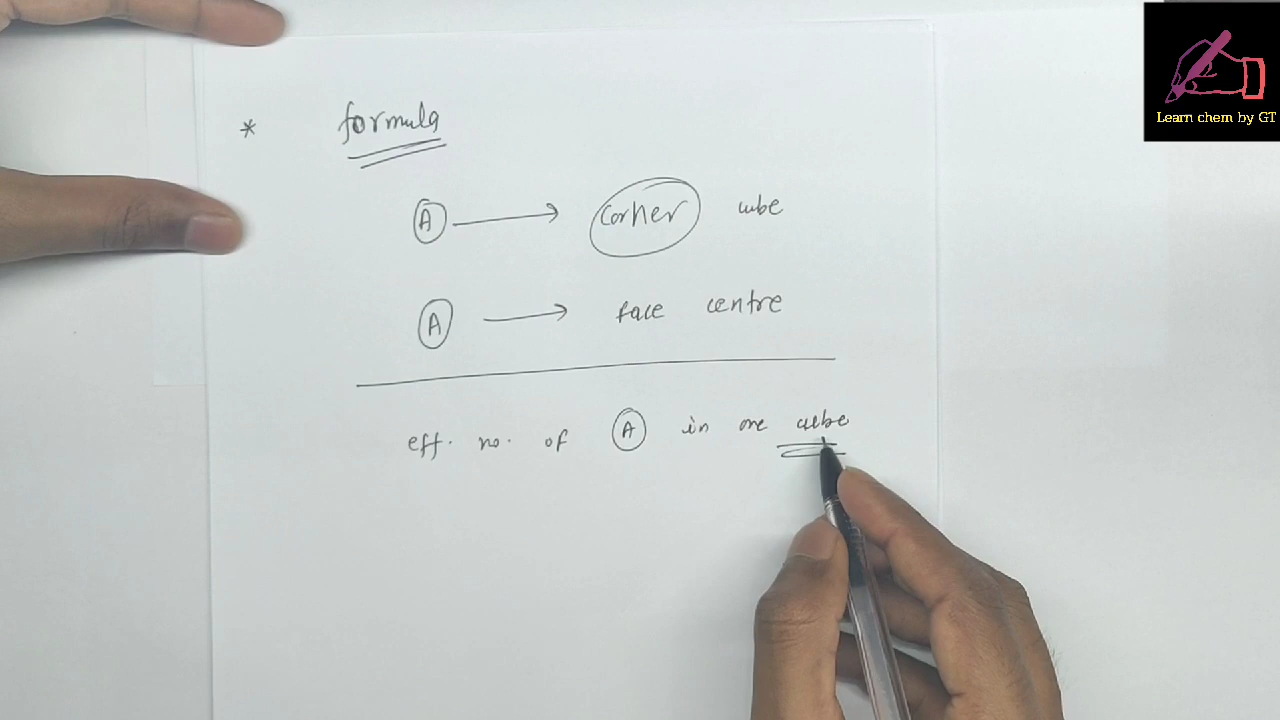 Learn chem by GT
* formula
A → corner cube
A → face centre
eff. no. of A in one cube